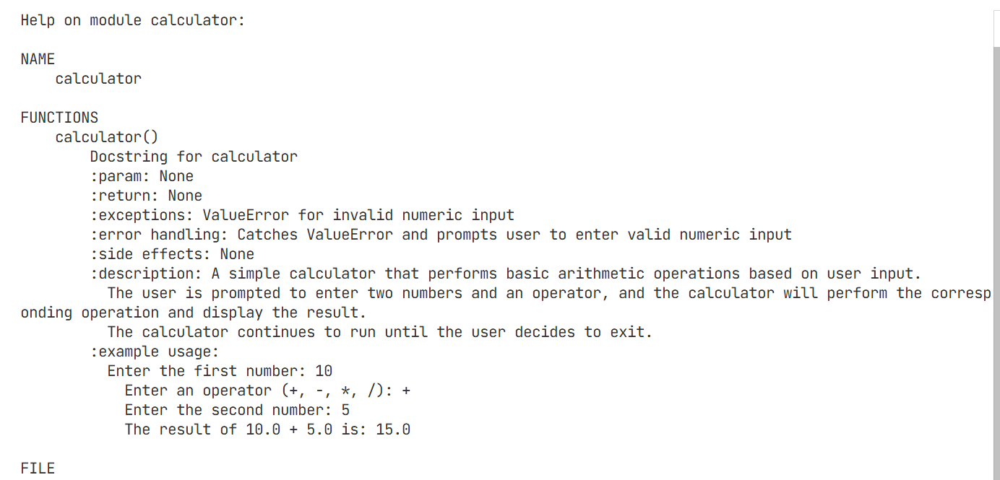 Help on module calculator:
NAME
calculator
FUNCTIONS
calculator()
Docstring for calculator
:param: None
:return: None
:exceptions: ValueError for invalid numeric input
:error handling: Catches ValueError and prompts user to enter valid numeric input
:side effects: None
:description: A simple calculator that performs basic arithmetic operations based on user input.
The user is prompted to enter two numbers and an operator, and the calculator will perform the corresp
onding operation and display the result.
The calculator continues to run until the user decides to exit.
:example usage:
Enter the first number: 10
Enter an operator (+, -, *, /): +
Enter the second number: 5
The result of 10.0 + 5.0 is: 15.0
FILE